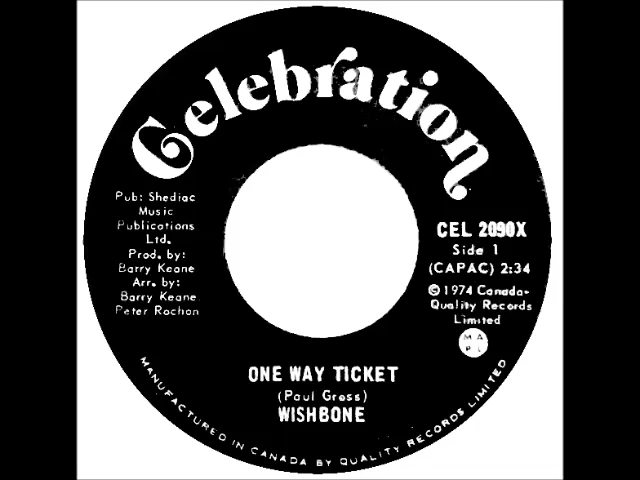 Celebration
Pub: Shediac
Music
Publications
Ltd.
Prod. by:
Barry Keane
Arr. by:
Barry Keane
Peter Rochon
CEL 2090X
Side 1
(CAPAC) 2:34
©1974 Canada-
Quality Records
Limited
M A
P L
ONE WAY TICKET
(Paul Gross)
WISHBONE
MANUFACTURED IN CANADA BY QUALITY RECORDS LIMITED